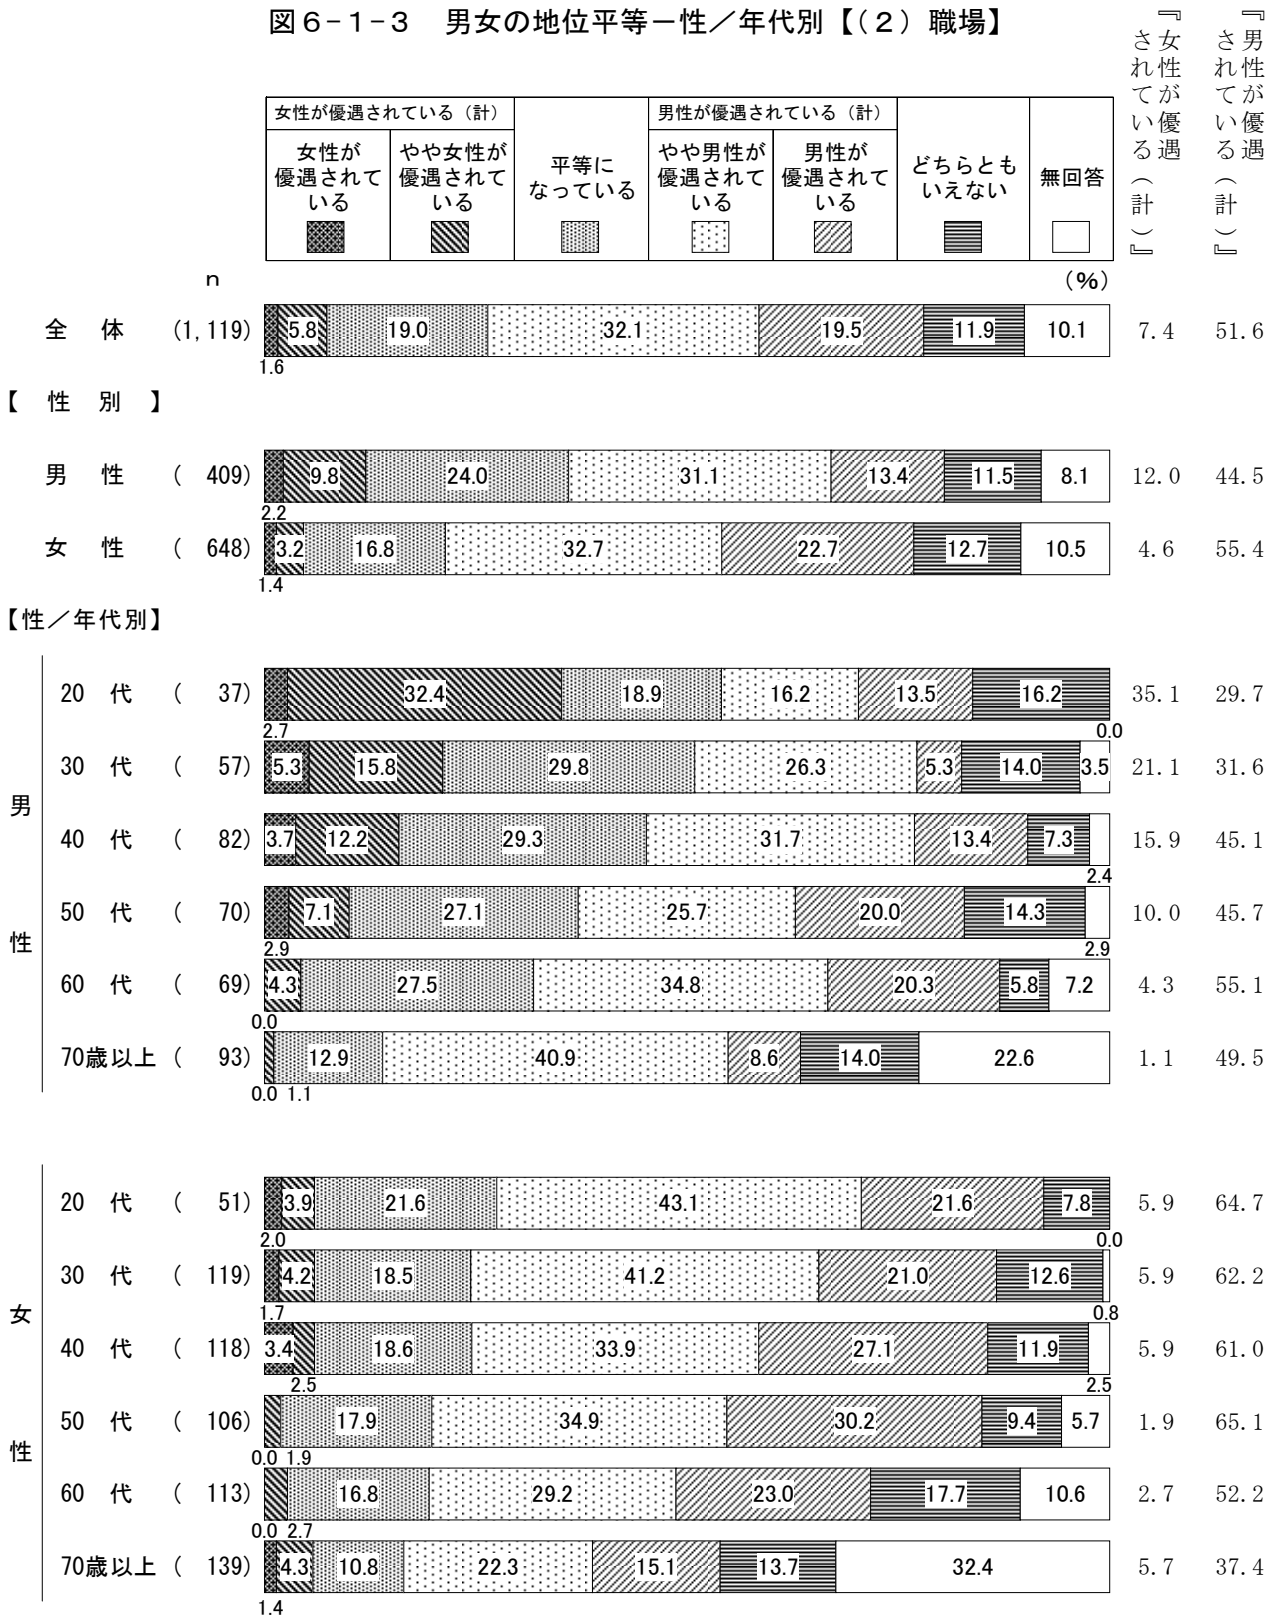 図6-1-3　男女の地位平等－性／年代別【(２) 職場】
『女性が優遇されている(計)』
『男性が優遇されている(計)』
女性が優遇されている（計）
男性が優遇されている（計）
女性が優遇されている
やや女性が優遇されている
平等になっている
やや男性が優遇されている
男性が優遇されている
どちらともいえない
無回答
n
(％)
全　体 (1,119) 5.8 19.0 32.1 19.5 11.9 10.1 7.4 51.6
1.6
【　性　別　】
男　性 ( 409) 9.8 24.0 31.1 13.4 11.5 8.1 12.0 44.5
2.2
女　性 ( 648) 3.2 16.8 32.7 22.7 12.7 10.5 4.6 55.4
1.4
【性／年代別】
男性
20　代 ( 37) 32.4 18.9 16.2 13.5 16.2 35.1 29.7
2.7 0.0
30　代 ( 57) 5.3 15.8 29.8 26.3 5.3 14.0 3.5 21.1 31.6
40　代 ( 82) 3.7 12.2 29.3 31.7 13.4 7.3 15.9 45.1
2.4
50　代 ( 70) 7.1 27.1 25.7 20.0 14.3 10.0 45.7
2.9 2.9
60　代 ( 69) 4.3 27.5 34.8 20.3 5.8 7.2 4.3 55.1
0.0
70歳以上 ( 93) 12.9 40.9 8.6 14.0 22.6 1.1 49.5
0.0 1.1
女性
20　代 ( 51) 3.9 21.6 43.1 21.6 7.8 5.9 64.7
2.0 0.0
30　代 ( 119) 4.2 18.5 41.2 21.0 12.6 5.9 62.2
1.7 0.8
40　代 ( 118) 3.4 18.6 33.9 27.1 11.9 5.9 61.0
2.5 2.5
50　代 ( 106) 17.9 34.9 30.2 9.4 5.7 1.9 65.1
0.0 1.9
60　代 ( 113) 16.8 29.2 23.0 17.7 10.6 2.7 52.2
0.0 2.7
70歳以上 ( 139) 4.3 10.8 22.3 15.1 13.7 32.4 5.7 37.4
1.4